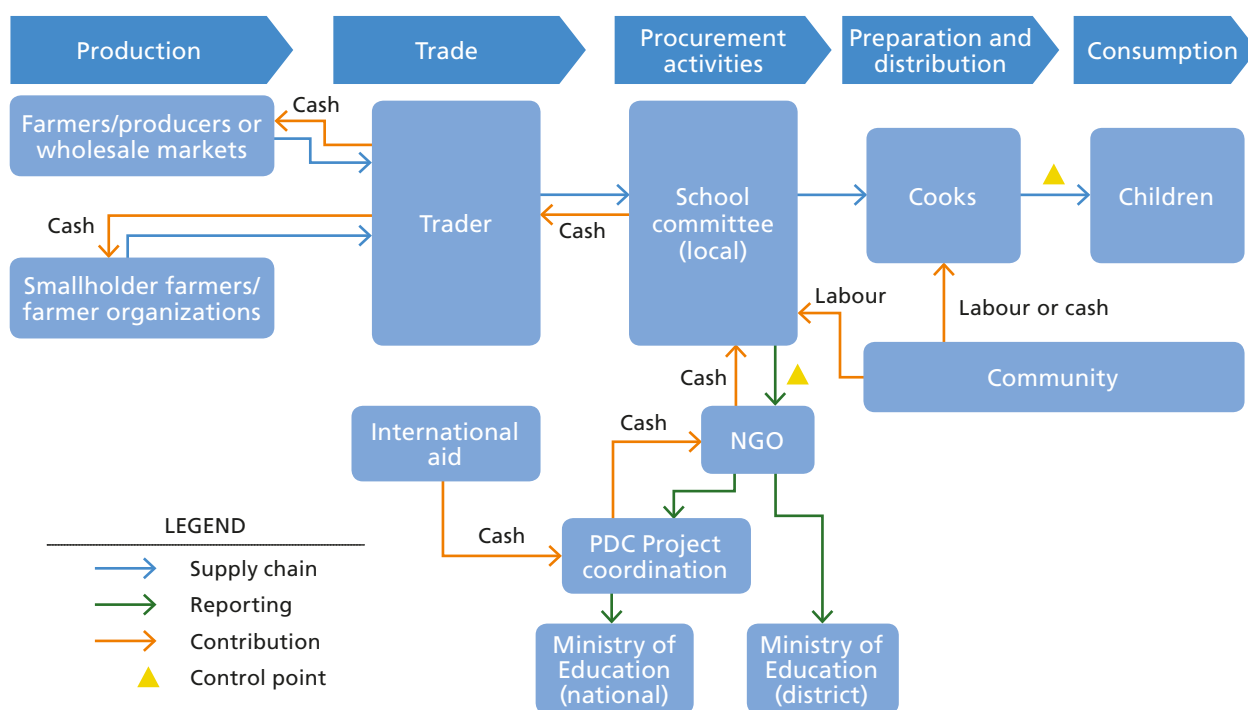 Production
Trade
Procurement
activities
Preparation and
distribution
Consumption
Farmers/producers or
wholesale markets
Cash
Trader
School
committee
(local)
Cooks
Children
Cash
Cash
Smallholder farmers/
farmer organizations
Labour
Labour or cash
Community
Cash
International
aid
Cash
NGO
LEGEND
Supply chain
Reporting
Contribution
Control point
Cash
PDC Project
coordination
Ministry of
Education
(national)
Ministry of
Education
(district)